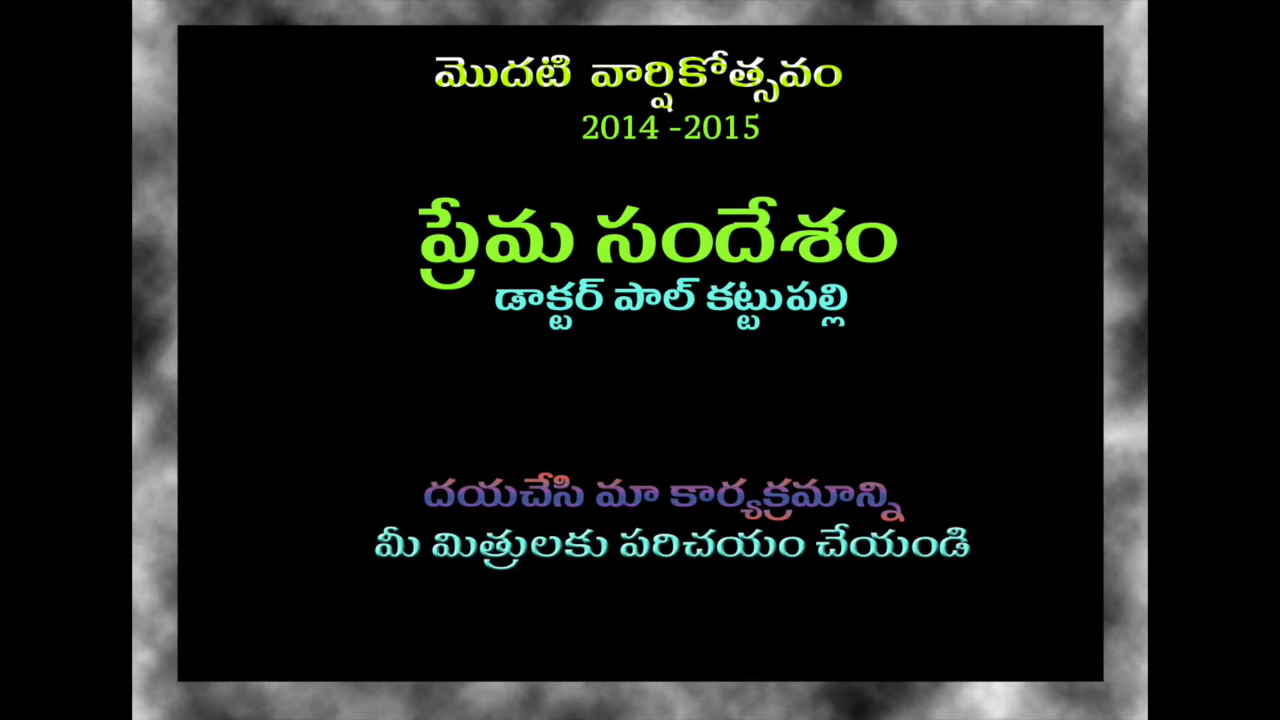 మొదటి వార్షికోత్సవం
2014 -2015
ప్రేమ సందేశం
డాక్టర్ పాల్ కట్టుపల్లి
దయచేసి మా కార్యక్రమాన్ని
మీ మిత్రులకు పరిచయం చేయండి